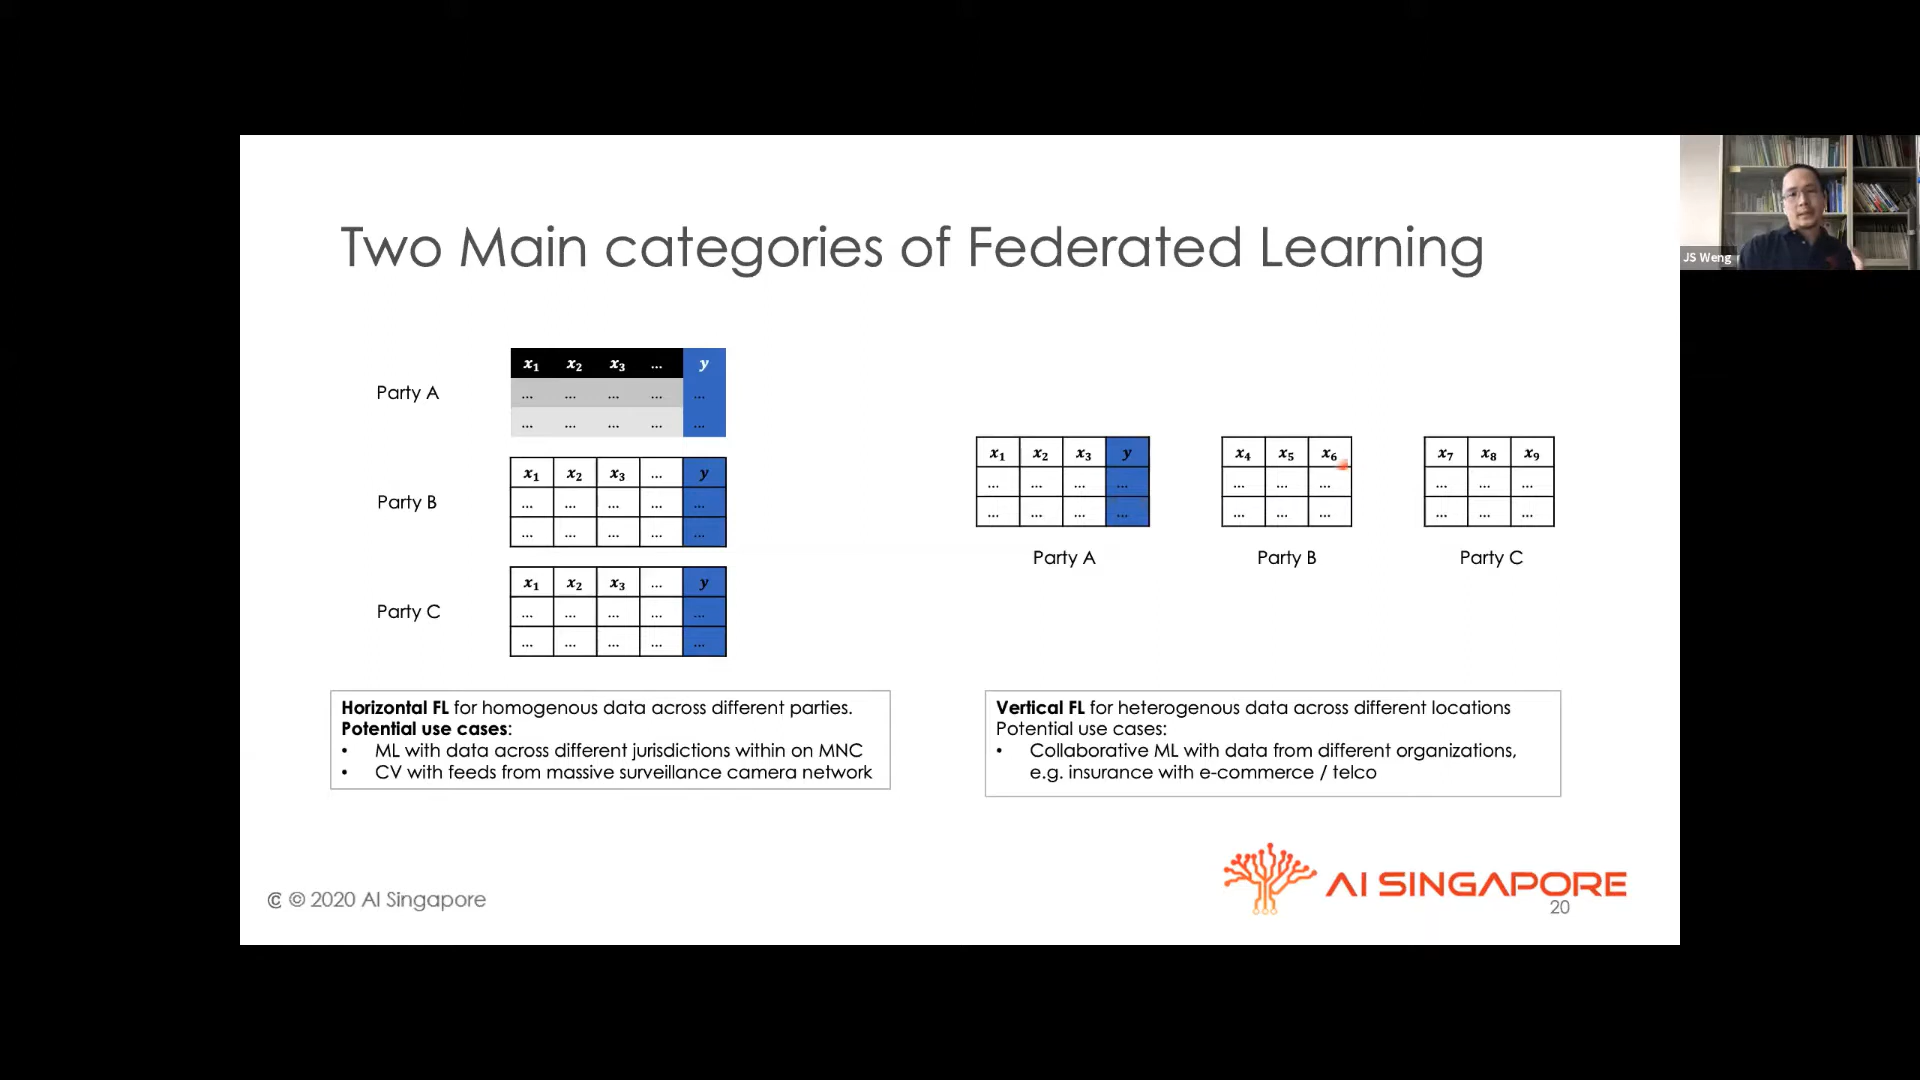 Two Main categories of Federated Learning
JS Weng
Party A
x₁ x₂ x₃ ... y
... ... ... ... ...
... ... ... ... ...
Party B
x₁ x₂ x₃ ... y
... ... ... ... ...
... ... ... ... ...
Party C
x₁ x₂ x₃ ... y
... ... ... ... ...
... ... ... ... ...
Horizontal FL for homogenous data across different parties.
Potential use cases:
• ML with data across different jurisdictions within on MNC
• CV with feeds from massive surveillance camera network
x₁ x₂ x₃ y
... ... ... ...
... ... ... ...
Party A
x₄ x₅ x₆
... ... ...
... ... ...
Party B
x₇ x₈ x₉
... ... ...
... ... ...
Party C
Vertical FL for heterogenous data across different locations
Potential use cases:
• Collaborative ML with data from different organizations,
e.g. insurance with e-commerce / telco
© © 2020 AI Singapore
AI SINGAPORE
20